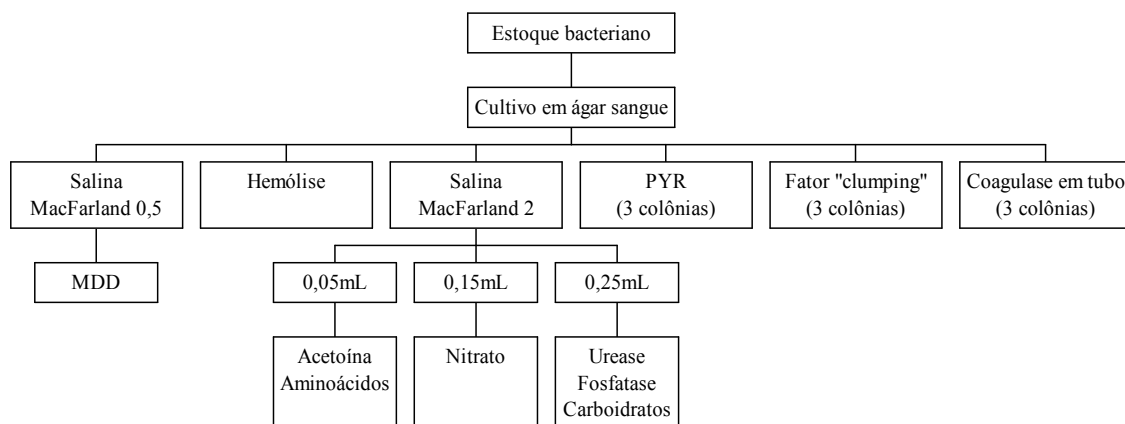 Estoque bacteriano
Cultivo em ágar sangue
Salina
MacFarland 0,5
Hemólise
Salina
MacFarland 2
PYR
(3 colônias)
Fator "clumping"
(3 colônias)
Coagulase em tubo
(3 colônias)
MDD
0,05mL
0,15mL
0,25mL
Acetoína
Aminoácidos
Nitrato
Urease
Fosfatase
Carboidratos